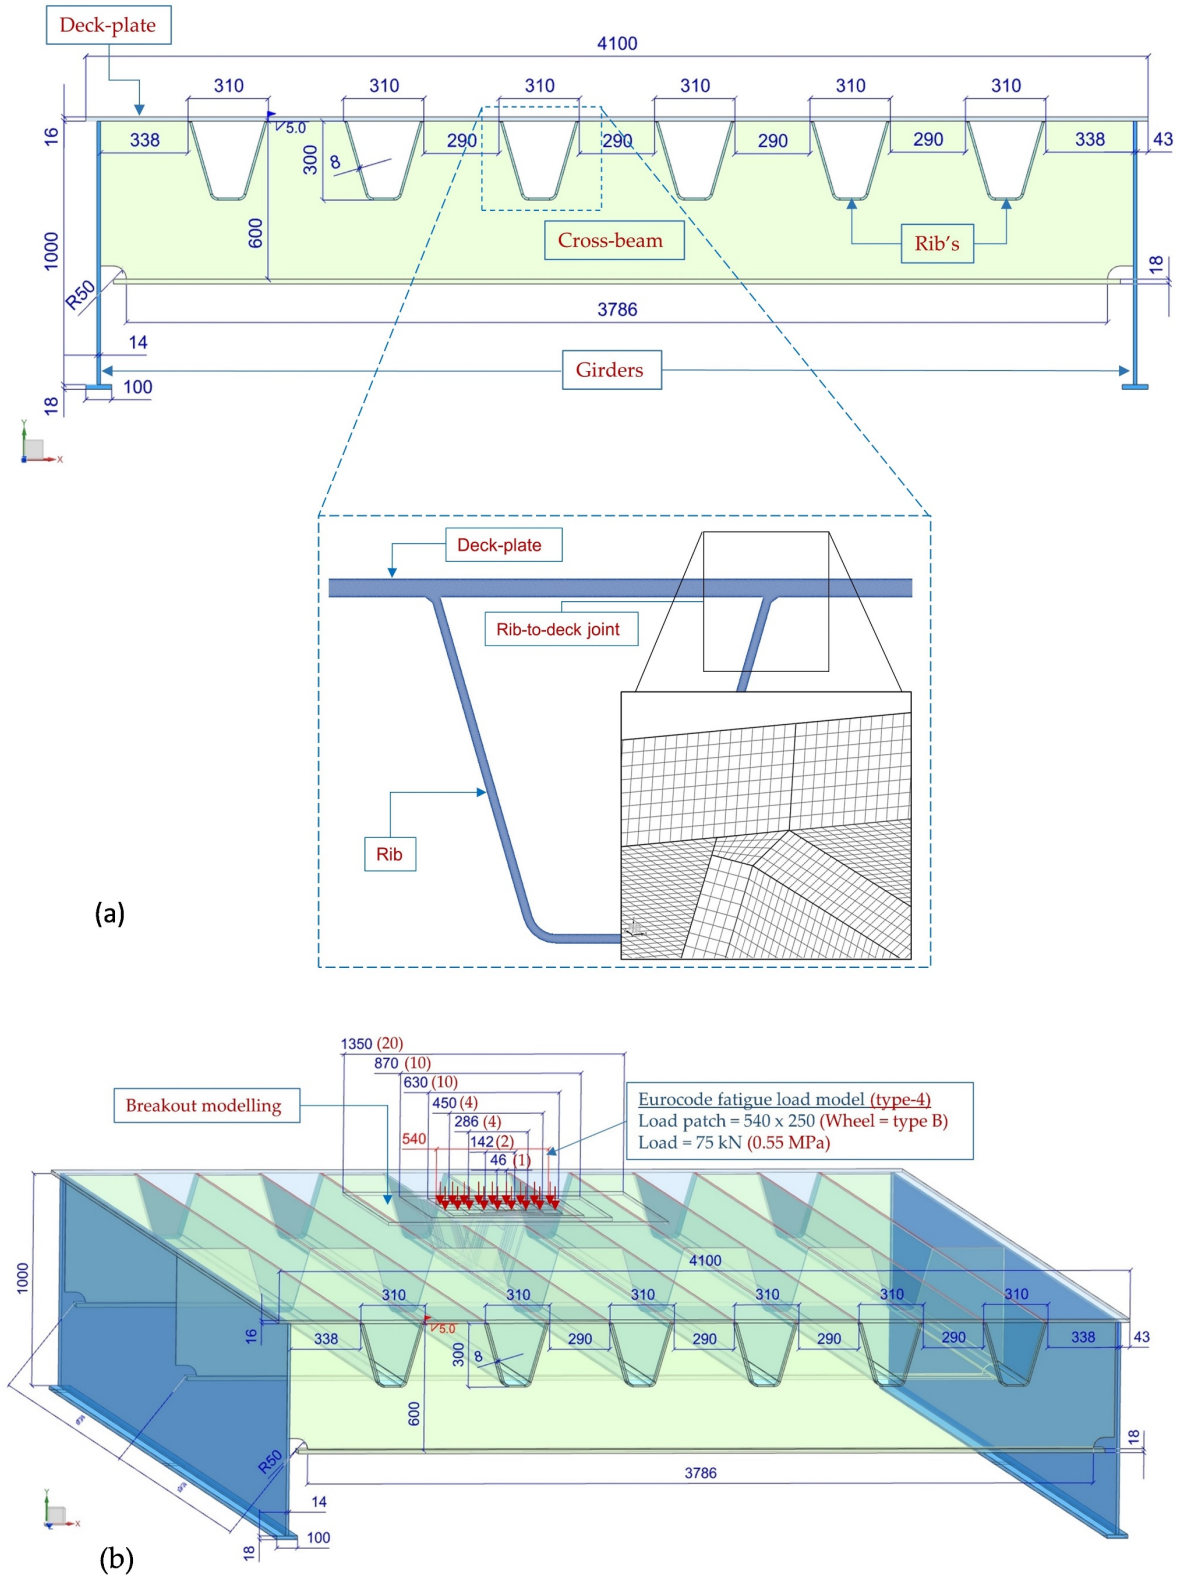 Deck-plate
4100
310 310 310 310 310 310
16
338
5.0
300
8
290 290 290 290
338 43
1000
600
Cross-beam
Rib's
18
R50
3786
14
Girders
100
18
Y
X
Deck-plate
Rib-to-deck joint
Rib
(a)
1350 (20)
870 (10)
630 (10)
450 (4)
286 (4)
540
142 (2)
46 (1)
Breakout modelling
Eurocode fatigue load model (type-4)
Load patch = 540 x 250 (Wheel = type B)
Load = 75 kN (0.55 MPa)
1000
4100
310 310 310 310 310 310
16
338
5.0
300
8
290 290 290 290
338 43
600
R50
18
3786
14
100
18
Y
X
(b)